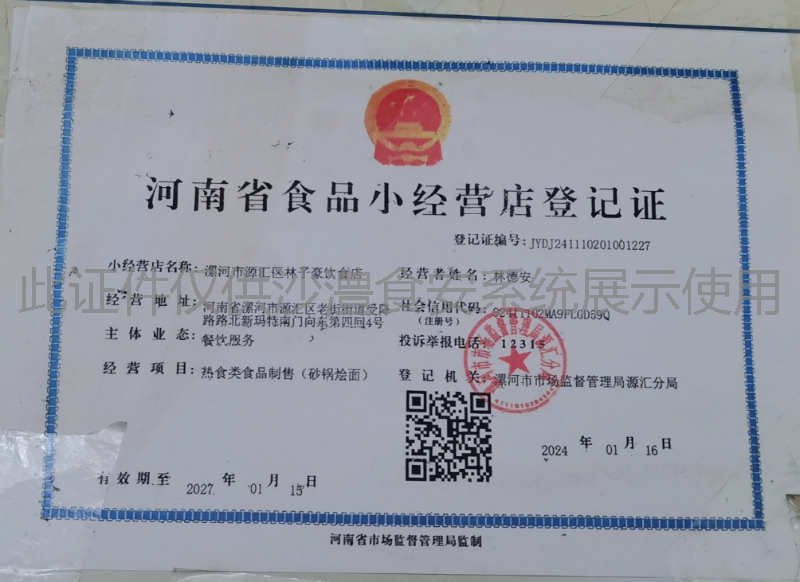 河南省食品小经营店登记证
登记证编号: JYDJ241110201001227
小经营店名称: 漯河市源汇区林子豪饮食店
经营者姓名: 林德安
经营地址: 河南省漯河市源汇区老街街道受降
路路北新玛特南门向东第四间4号
社会信用代码: 92411102MA9FLGD59Q
(注册号)
主体业态: 餐饮服务
投诉举报电话: 12315
经营项目: 热食类食品制售（砂锅烩面）
登记机关: 漯河市市场监督管理局源汇分局
2024 年 01 月 16 日
有效期至 2027 年 01 月 15 日
河南省市场监督管理局监制
此证件仅供沙澧食安系统展示使用